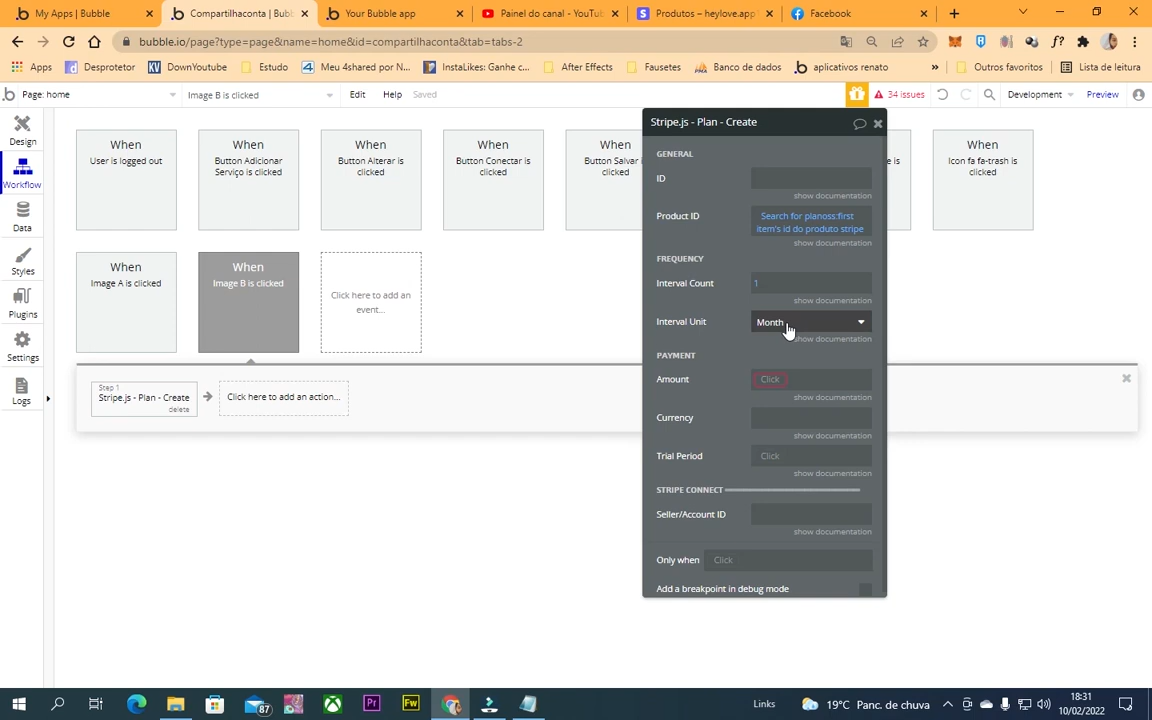 My Apps | Bubble
Compartilhaconta | Bubb
Your Bubble app
Painel do canal - YouTu
Produtos – heylove.app
Facebook
bubble.io/page?type=page&name=home&id=compartilhaconta&tab=tabs-2
Apps
Desprotetor
DownYoutube
Estudo
Meu 4shared por N...
InstaLikes: Ganhe c...
After Effects
Fausetes
Banco de dados
aplicativos renato
»
Outros favoritos
Lista de leitura
Page: home
Image B is clicked
Edit
Help
Saved
34 issues
Development
Preview
Design
Workflow
Data
Styles
Plugins
Settings
Logs
When
User is logged out
When
Button Adicionar
Serviço is clicked
When
Button Alterar is
clicked
When
Button Conectar is
clicked
When
Button Salvar i
clicked
e is
When
Icon fa fa-trash is
clicked
When
Image A is clicked
When
Image B is clicked
Click here to add an
event...
Step 1
Stripe.js - Plan - Create
delete
Click here to add an action...
Stripe.js - Plan - Create
GENERAL
ID
show documentation
Product ID
Search for planoss:first
item's id do produto stripe
show documentation
FREQUENCY
Interval Count
1
show documentation
Interval Unit
Month
show documentation
PAYMENT
Amount
Click
show documentation
Currency
show documentation
Trial Period
Click
show documentation
STRIPE CONNECT
Seller/Account ID
show documentation
Only when
Click
Add a breakpoint in debug mode
87
Pr
Fw
Links
19°C Panc. de chuva
18:31
10/02/2022